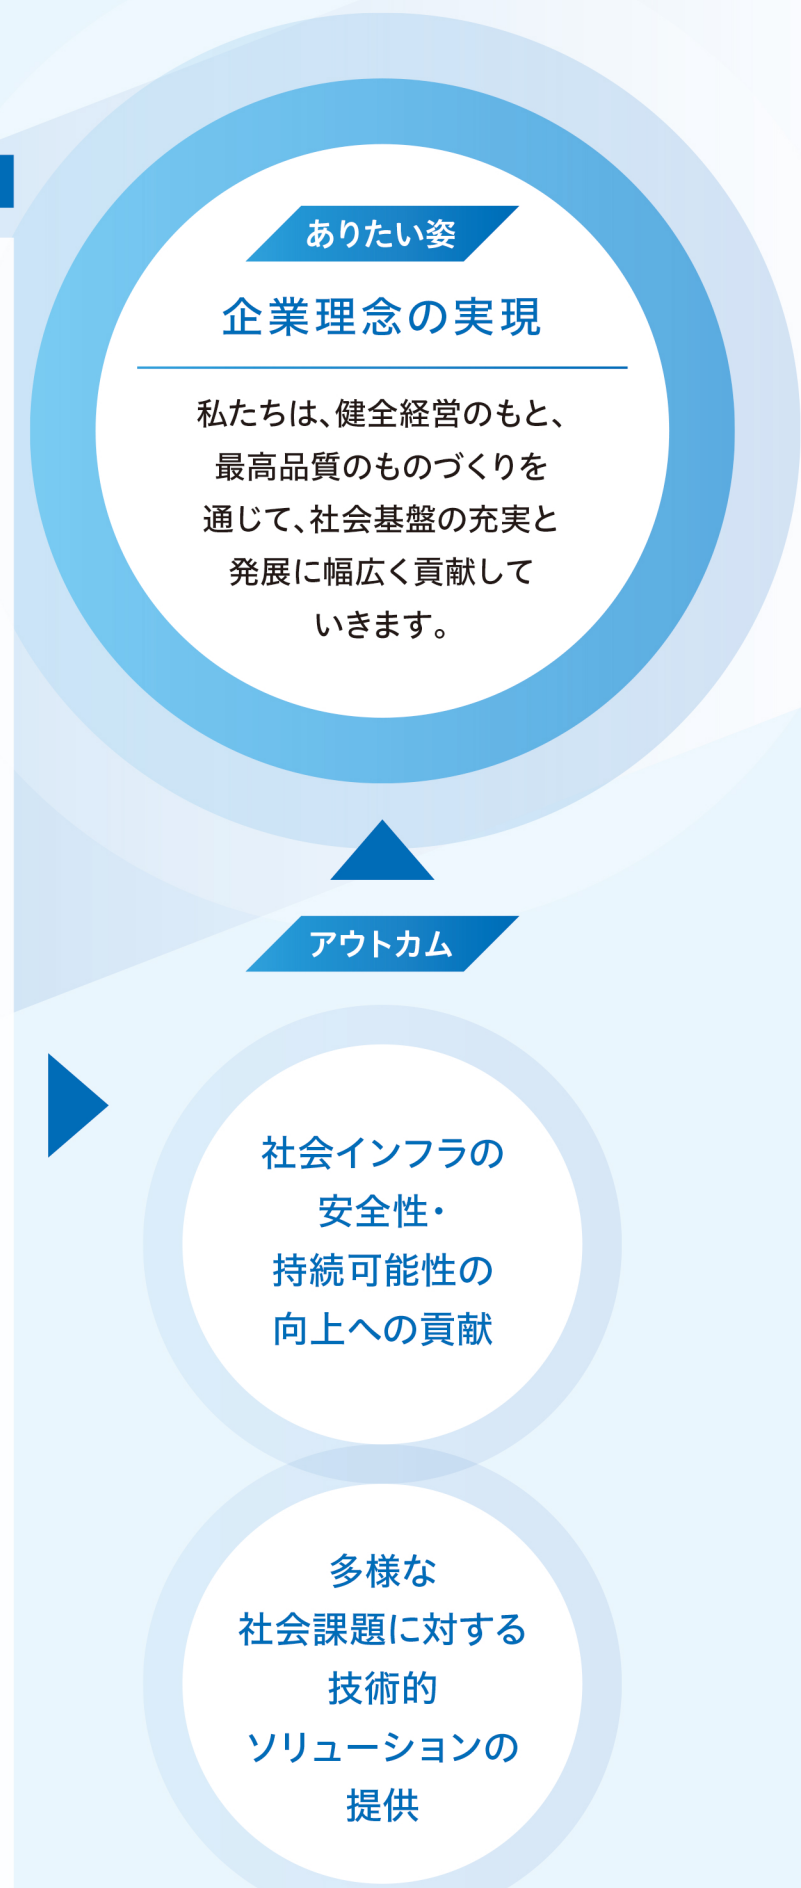 ありたい姿
企業理念の実現
私たちは、健全経営のもと、
最高品質のものづくりを
通じて、社会基盤の充実と
発展に幅広く貢献して
いきます。
アウトカム
社会インフラの
安全性・
持続可能性の
向上への貢献
多様な
社会課題に対する
技術的
ソリューションの
提供